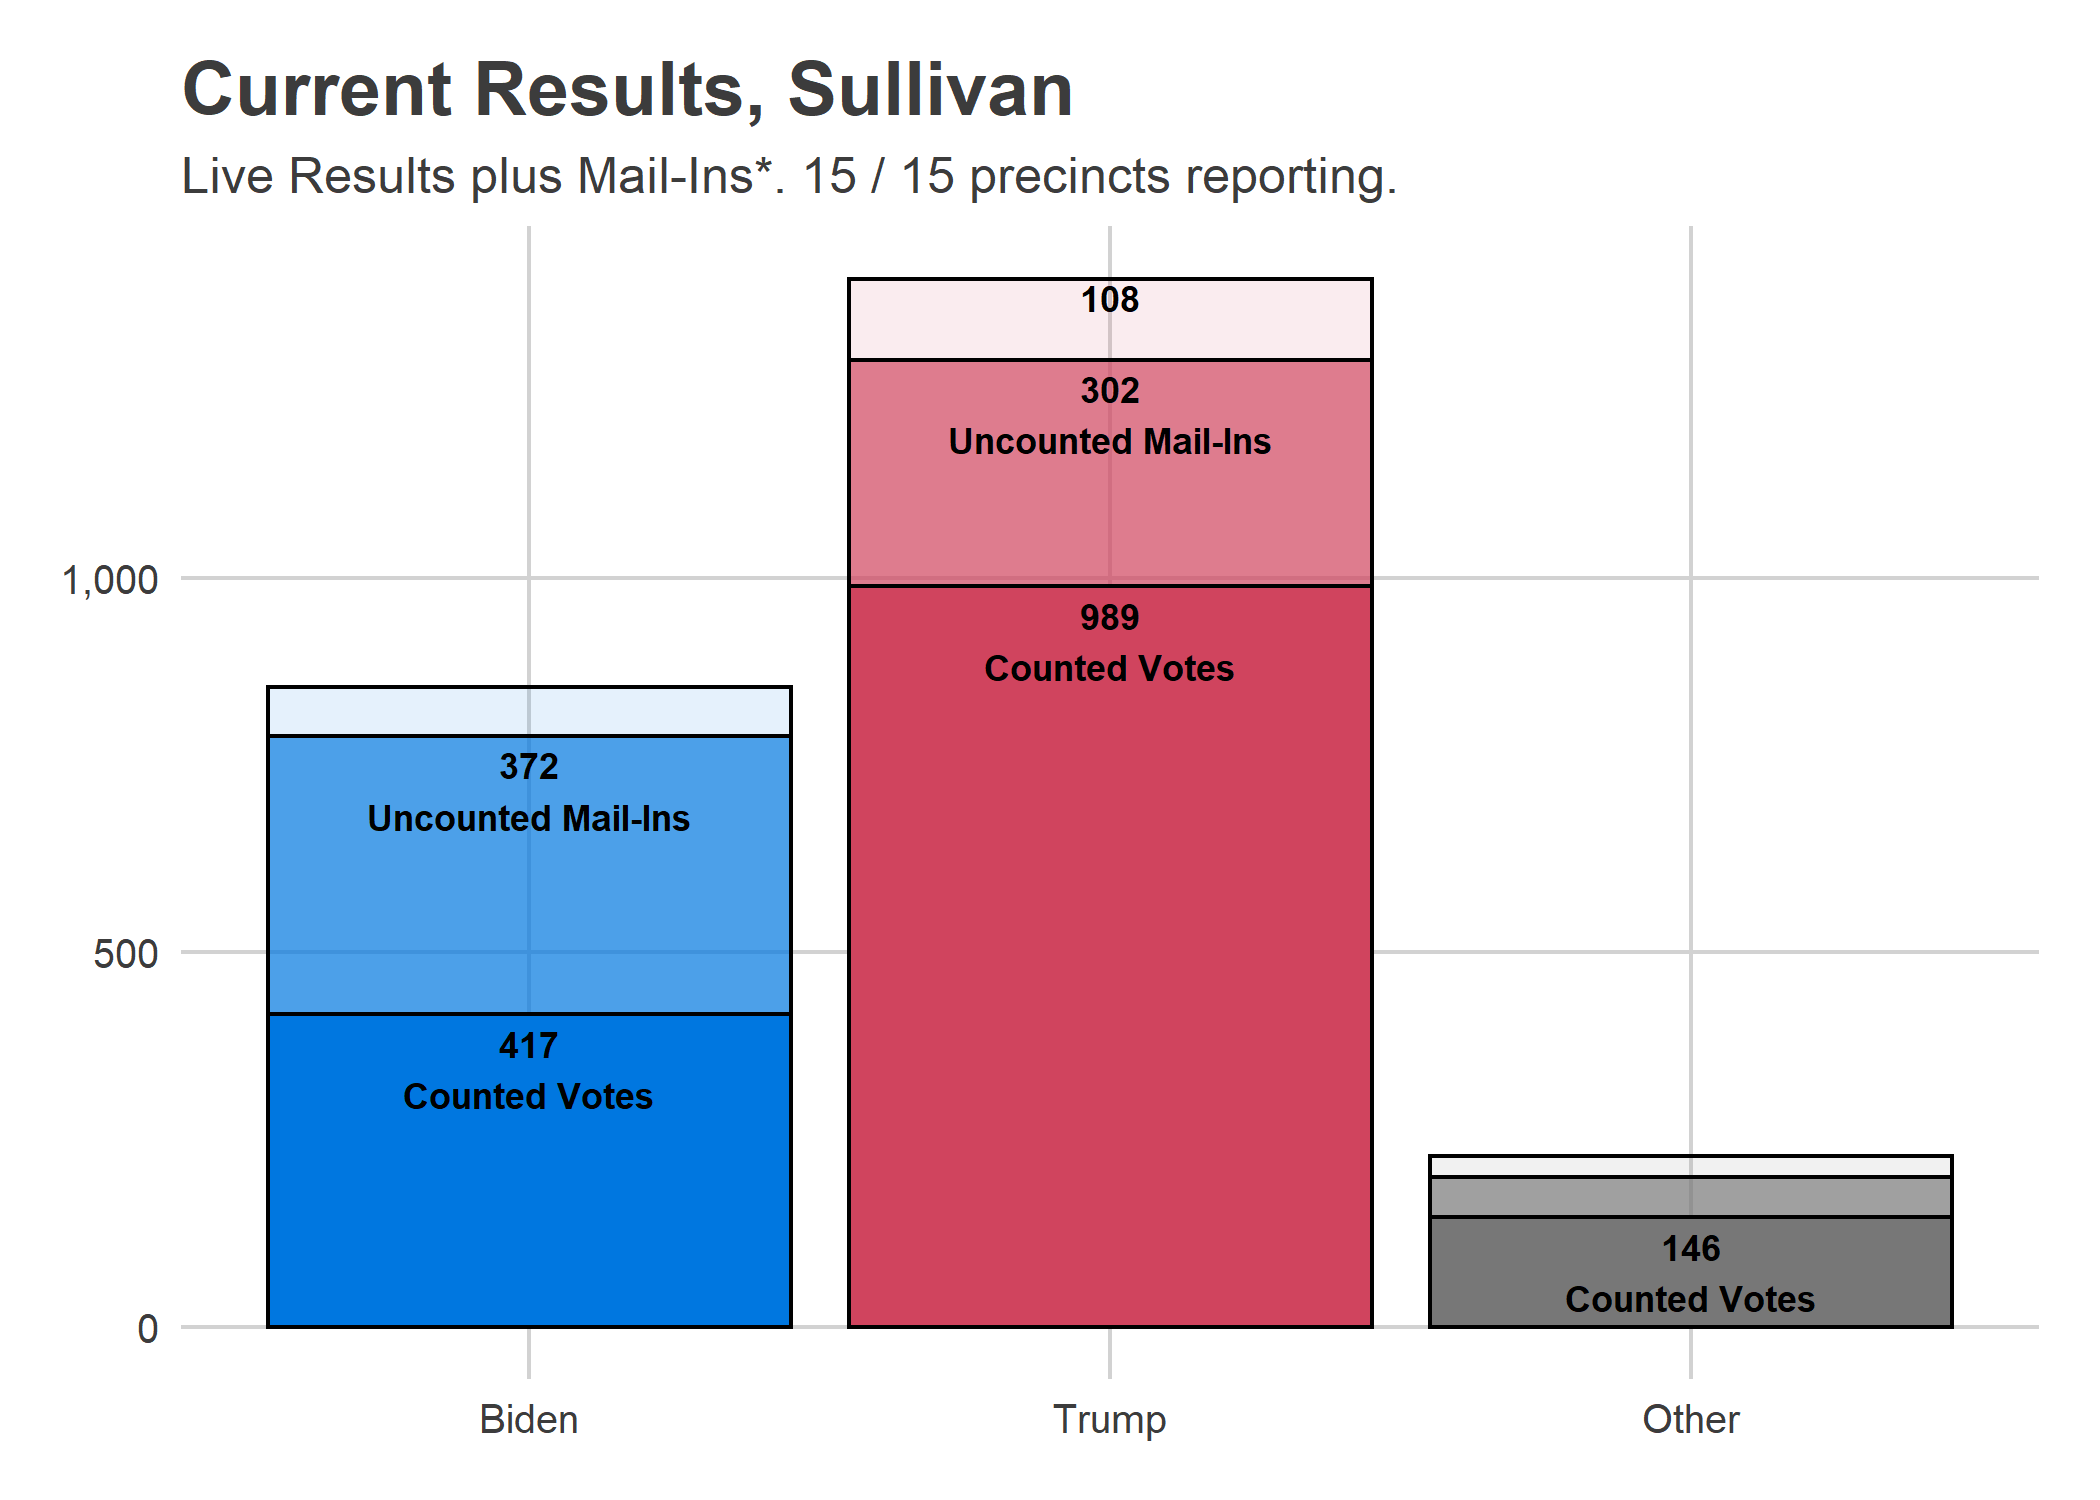 Current Results, Sullivan
Live Results plus Mail-Ins*. 15 / 15 precincts reporting.
108
302
Uncounted Mail-Ins
1,000
989
Counted Votes
372
Uncounted Mail-Ins
500
417
Counted Votes
146
Counted Votes
0
Biden
Trump
Other